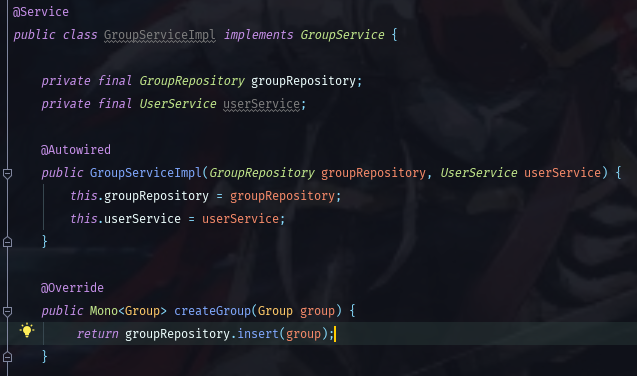 @Service
public class GroupServiceImpl implements GroupService {
private final GroupRepository groupRepository;
private final UserService userService;
@Autowired
public GroupServiceImpl(GroupRepository groupRepository, UserService userService) {
this.groupRepository = groupRepository;
this.userService = userService;
}
@Override
public Mono<Group> createGroup(Group group) {
return groupRepository.insert(group);
}